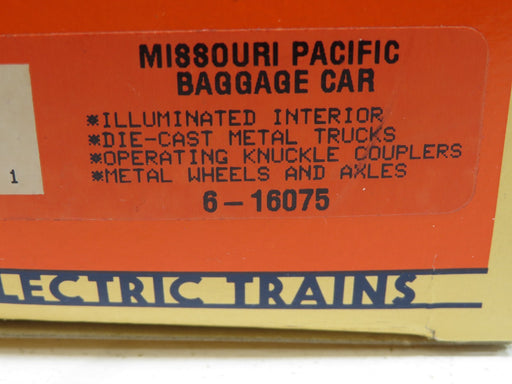 MISSOURI PACIFIC
BAGGAGE CAR
*ILLUMINATED INTERIOR
*DIE-CAST METAL TRUCKS
*OPERATING KNUCKLE COUPLERS
*METAL WHEELS AND AXLES
1
6-16075
LECTRIC TRAINS